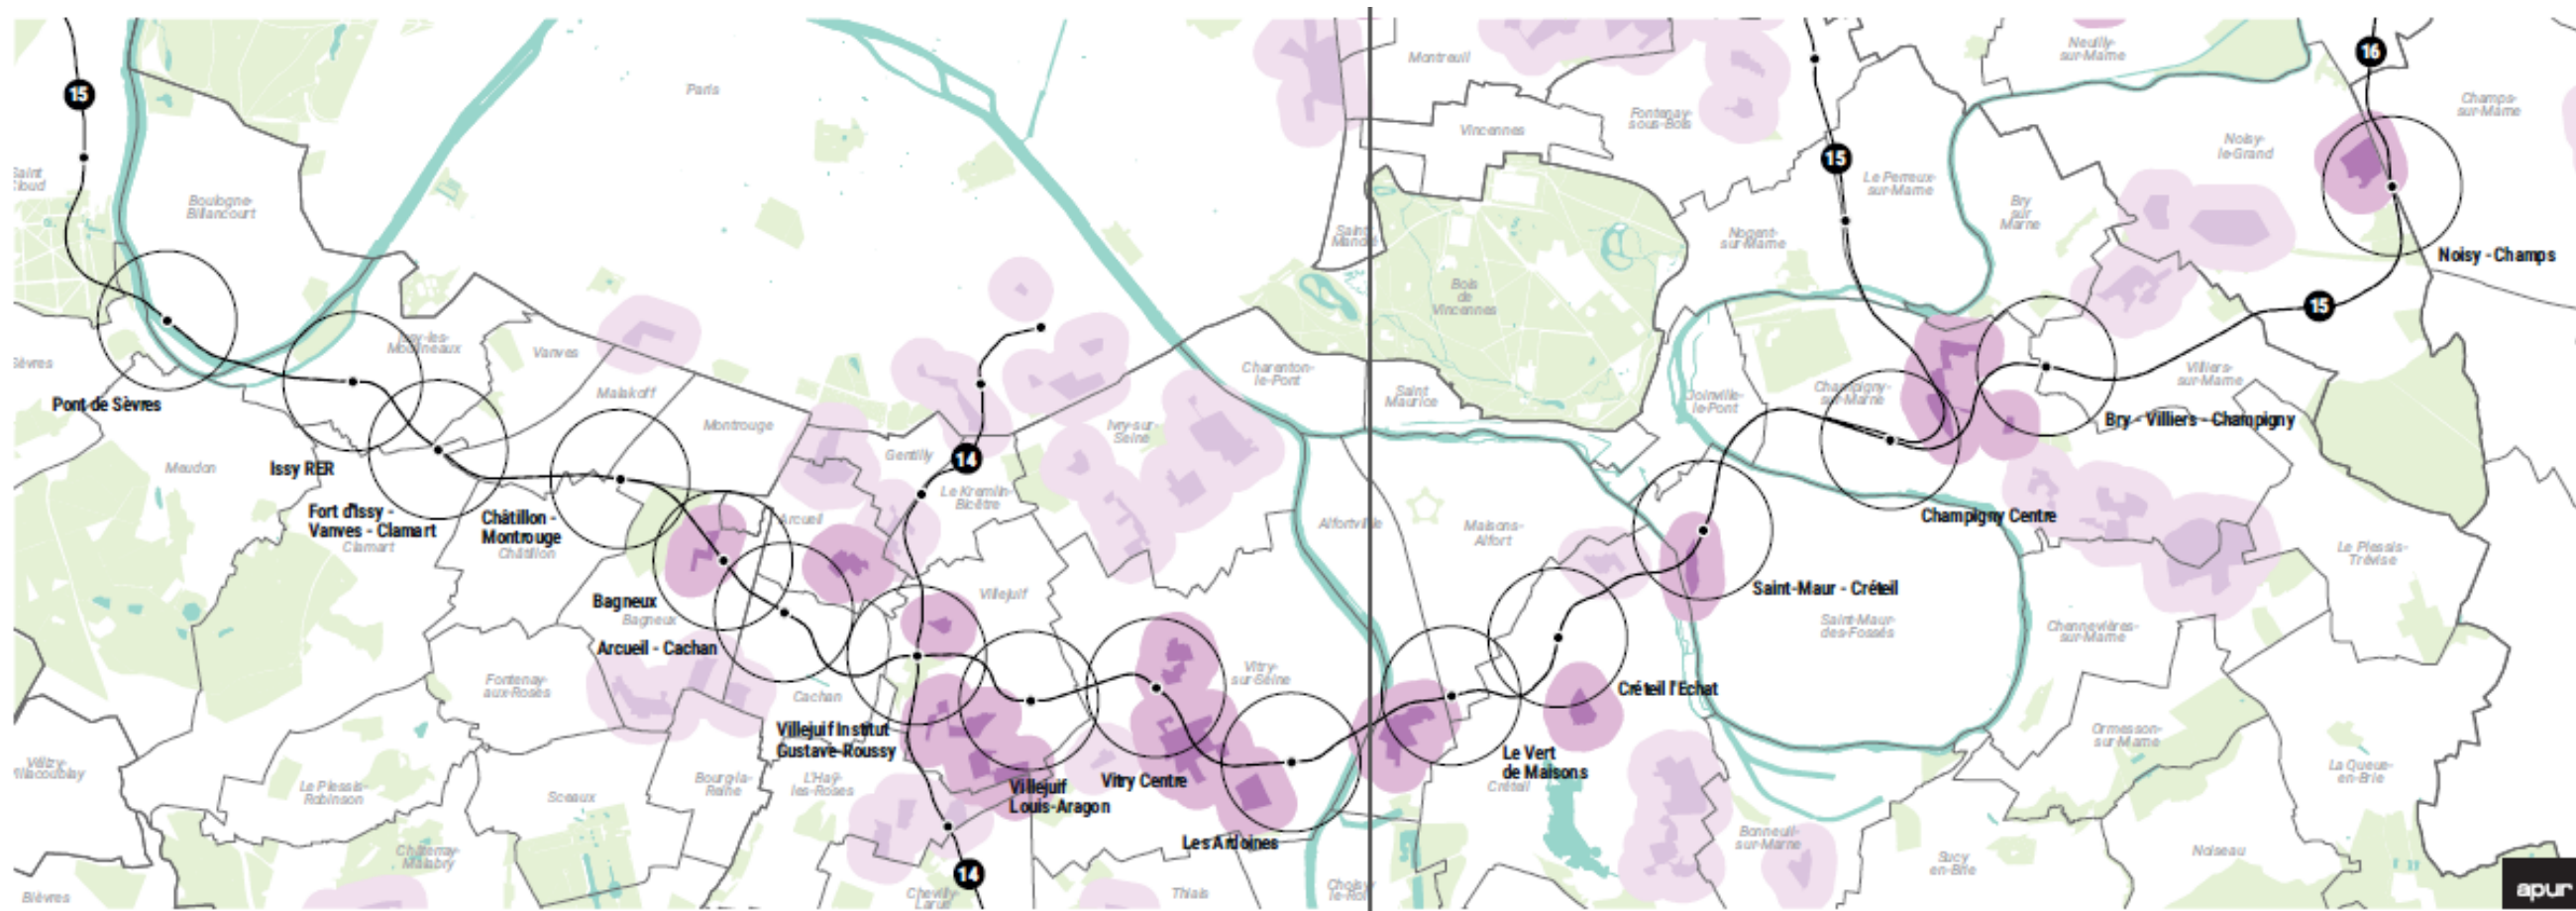 15
16
15
15
14
14
Paris
Montreuil
Neuilly-
sur-Marne
Champs-
sur-Marne
Fontenay-
sous-Bois
Vincennes
Noisy-
le-Grand
Saint
Cloud
Boulogne-
Billancourt
Le Perreux-
sur-Marne
Bry
sur
Marne
Nogent-
sur-Marne
Saint
Mandé
Noisy - Champs
Bois
de
Vincennes
Issy-les-
Moulineaux
Vanves
Sèvres
Malakoff
Charenton-
le-Pont
Saint
Maurice
Joinville-
le-Pont
Champigny-
sur-Marne
Villiers-
sur-Marne
Pont de Sèvres
Montrouge
Bry - Villiers - Champigny
Ivry-sur-
Seine
Gentilly
Meudon
Issy RER
Le Kremlin-
Bicêtre
Fort d'Issy -
Vanves - Clamart
Clamart
Châtillon -
Montrouge
Châtillon
Arcueil
Alfortville
Maisons-
Alfort
Champigny Centre
Le Plessis-
Trévise
Bagneux
Bagneux
Villejuif
Saint-Maur - Créteil
Saint-Maur-
des-Fossés
Chennevières-
sur-Marne
Arcueil - Cachan
Fontenay-
aux-Roses
Cachan
Vitry-
sur-Seine
Créteil l'Echat
Villejuif Institut
Gustave-Roussy
Ormesson-
sur-Marne
Vélizy-
Villacoublay
Le Plessis-
Robinson
Sceaux
Bourg-la-
Reine
L'Haÿ-
les-Roses
Villejuif
Louis-Aragon
Vitry Centre
Le Vert
de Maisons
Créteil
La Queue-
en-Brie
Les Ardoines
Châtenay-
Malabry
Bonneuil-
sur-Marne
Sucy
en-Brie
Noiseau
Bièvres
Chevilly-
Larue
Thiais
Choisy-
le-Roi
apur